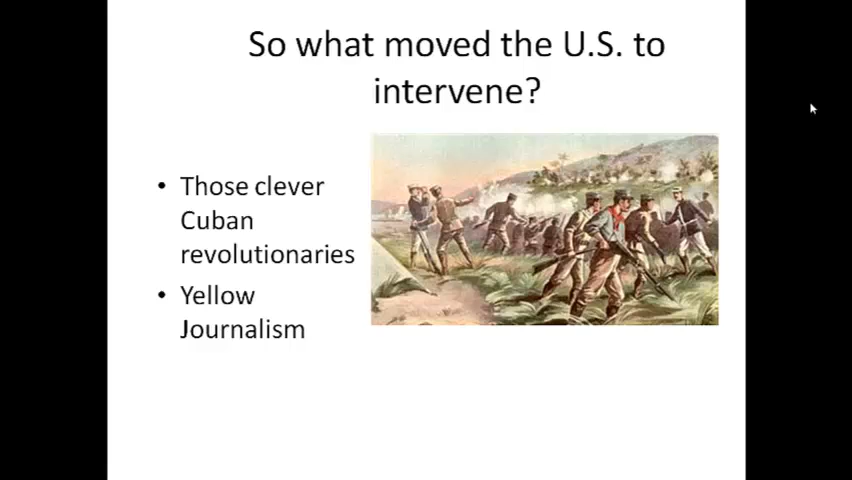 So what moved the U.S. to
intervene?
• Those clever
Cuban
revolutionaries
• Yellow
Journalism